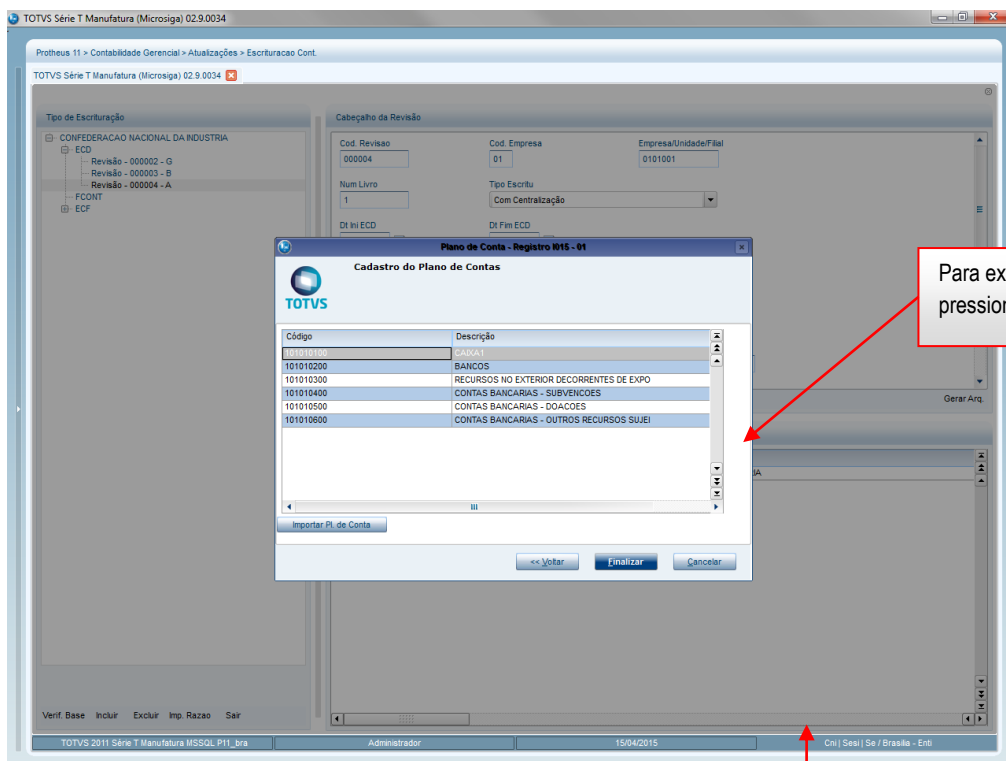 TOTVS Série T Manufatura (Microsiga) 02.9.0034
Protheus 11 > Contabilidade Gerencial > Atualizações > Escrituracao Cont.
TOTVS Série T Manufatura (Microsiga) 02.9.0034
Tipo de Escrituração
CONFEDERACAO NACIONAL DA INDUSTRIA
ECD
Revisão - 000002 - G
Revisão - 000003 - B
Revisão - 000004 - A
FCONT
ECF
Cabeçalho da Revisão
Cod. Revisao Cod. Empresa Empresa/Unidade/Filial
000004 01 0101001
Num Livro Tipo Escritu
1 Com Centralização
Dt Ini ECD Dt Fim ECD
Plano de Conta - Registro I015 - 01
Cadastro do Plano de Contas
TOTVS
Código Descrição
101010100 CAIXA1
101010200 BANCOS
101010300 RECURSOS NO EXTERIOR DECORRENTES DE EXPO
101010400 CONTAS BANCARIAS - SUBVENCOES
101010500 CONTAS BANCARIAS - DOACOES
101010600 CONTAS BANCARIAS - OUTROS RECURSOS SUJEI
Importar Pl. de Conta
<< Voltar Finalizar Cancelar
Para ex
pression
Gerar Arq.
IA
Verif. Base Incluir Excluir Imp. Razao Sair
TOTVS 2011 Série T Manufatura MSSQL P11_bra Administrador 15/04/2015 Cni | Sesi | Se / Brasilia - Enti